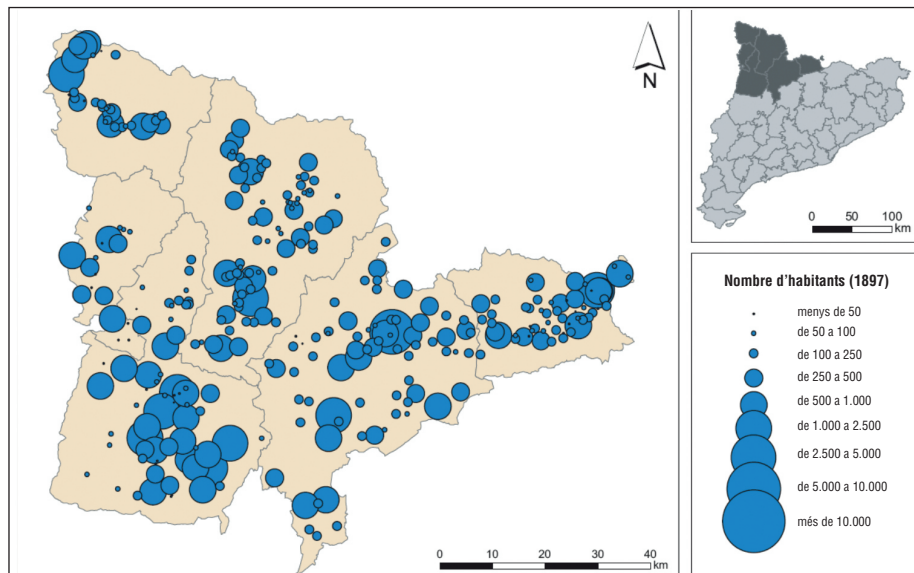 N
0 50 100
km
Nombre d'habitants (1897)
menys de 50
de 50 a 100
de 100 a 250
de 250 a 500
de 500 a 1.000
de 1.000 a 2.500
de 2.500 a 5.000
de 5.000 a 10.000
més de 10.000
0 10 20 30 40
km